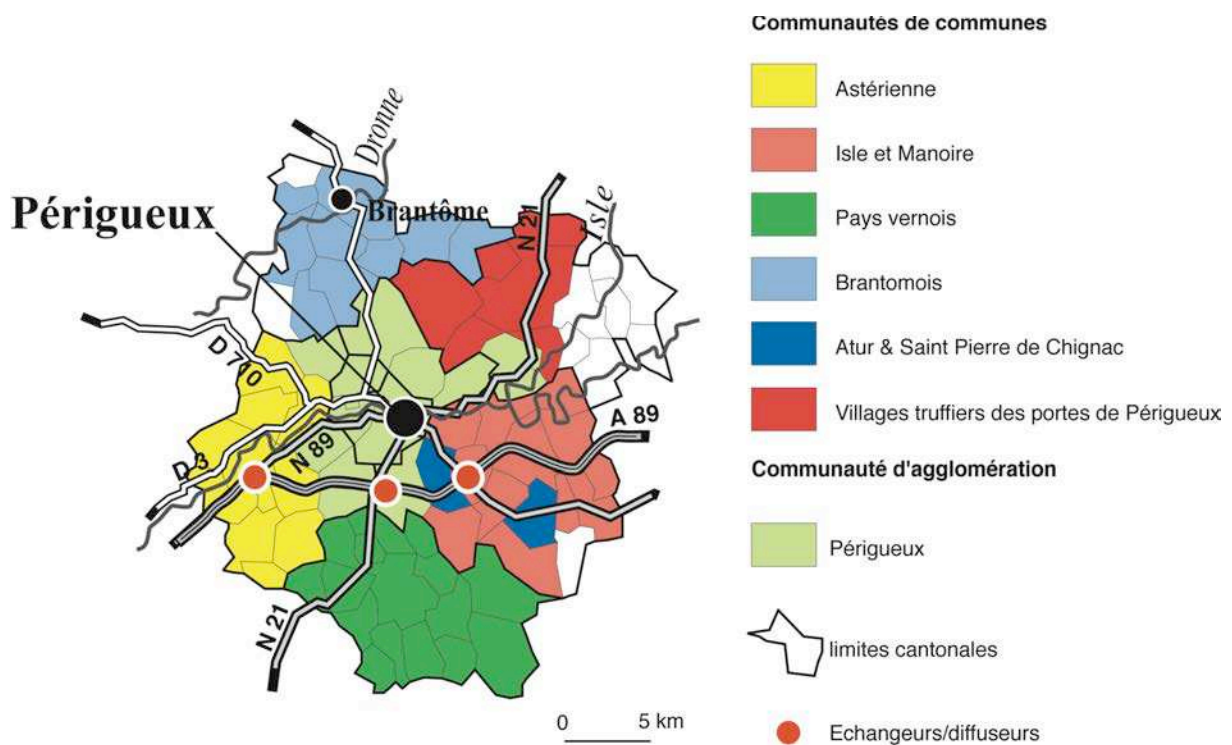 Communautés de communes
Astérienne
Isle et Manoire
Pays vernois
Brantomois
Atur & Saint Pierre de Chignac
Villages truffiers des portes de Périgueux
Communauté d'agglomération
Périgueux
limites cantonales
Echangeurs/diffuseurs
Dronne
Périgueux
Brantôme
N 21
Isle
D 710
A 89
N 89
D 3
N 21
0 5 km